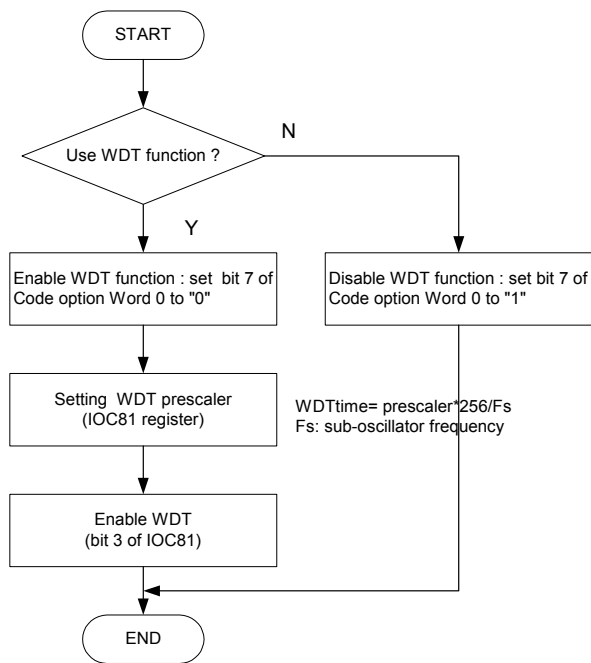 START
N
Use WDT function ?
Y
Enable WDT function : set bit 7 of
Code option Word 0 to "0"
Disable WDT function : set bit 7 of
Code option Word 0 to "1"
Setting WDT prescaler
(IOC81 register)
WDTtime= prescaler*256/Fs
Fs: sub-oscillator frequency
Enable WDT
(bit 3 of IOC81)
END